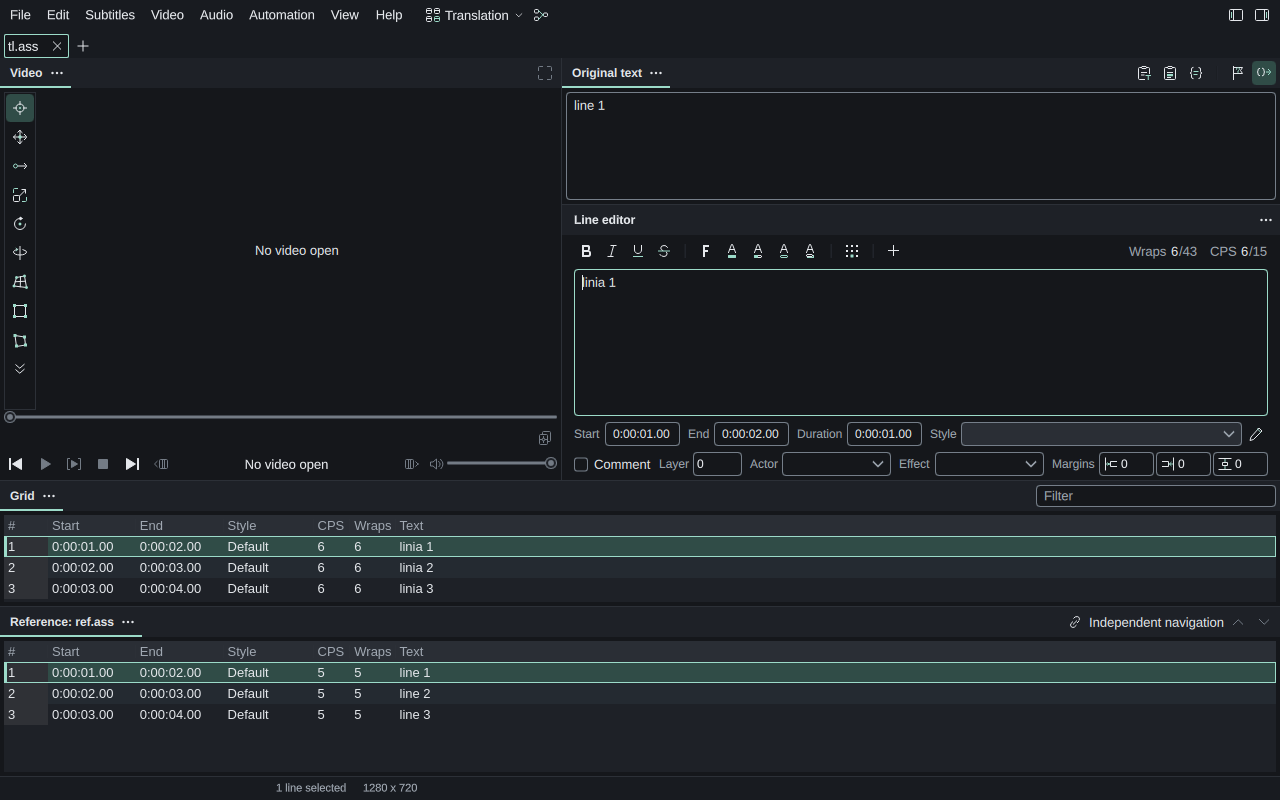 File Edit Subtitles Video Audio Automation View Help Translation
tl.ass
Video
Original text
line 1
No video open
Line editor
B I U S F A A A A
Wraps 6/43 CPS 6/15
linia 1
Start 0:00:01.00 End 0:00:02.00 Duration 0:00:01.00 Style
No video open
Comment Layer 0 Actor Effect Margins 0 0 0
Grid
Filter
# Start End Style CPS Wraps Text
1 0:00:01.00 0:00:02.00 Default 6 6 linia 1
2 0:00:02.00 0:00:03.00 Default 6 6 linia 2
3 0:00:03.00 0:00:04.00 Default 6 6 linia 3
Reference: ref.ass
Independent navigation
# Start End Style CPS Wraps Text
1 0:00:01.00 0:00:02.00 Default 5 5 line 1
2 0:00:02.00 0:00:03.00 Default 5 5 line 2
3 0:00:03.00 0:00:04.00 Default 5 5 line 3
1 line selected 1280 x 720